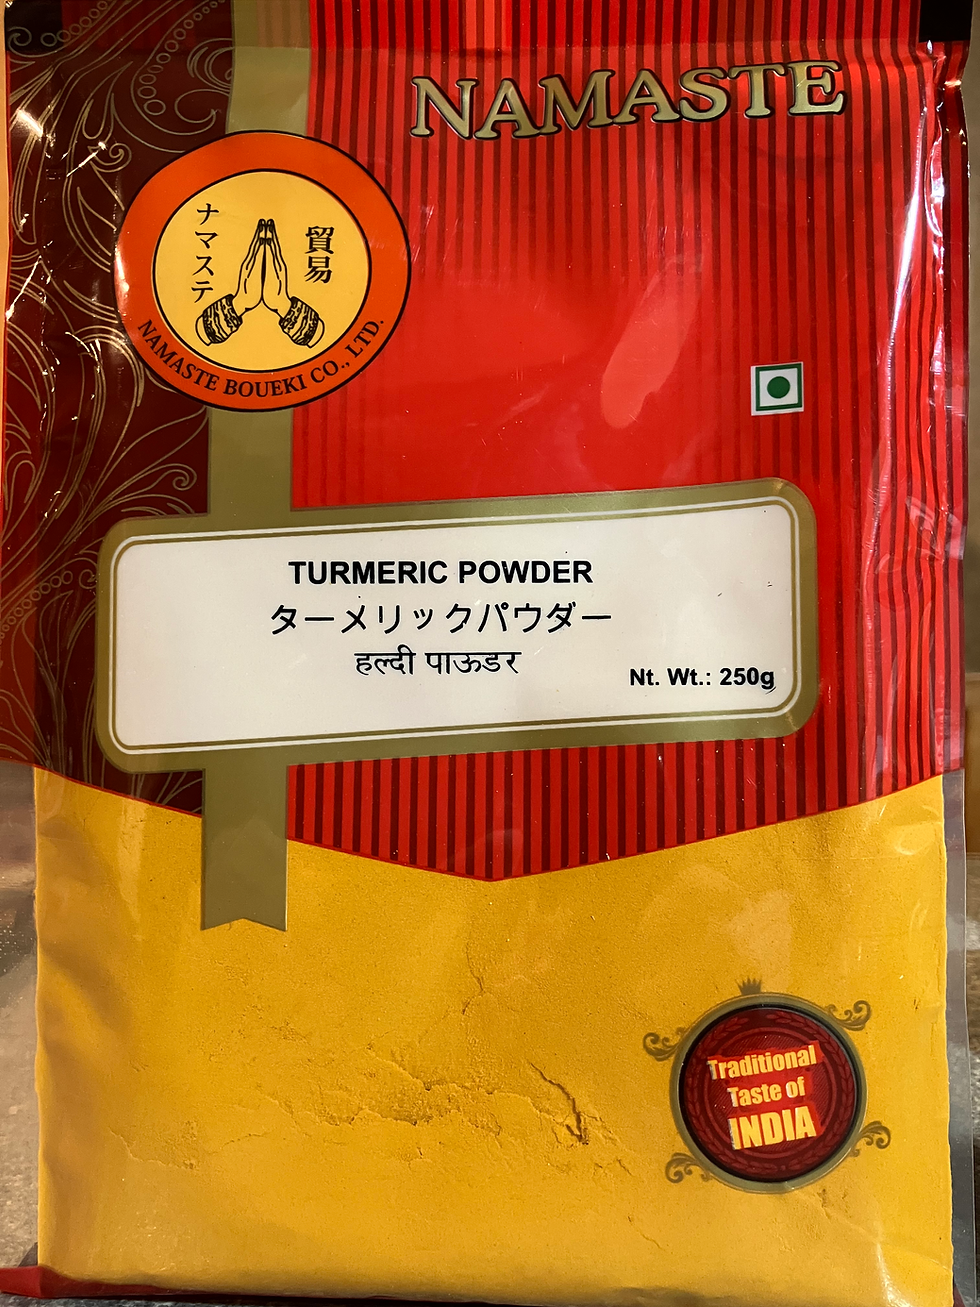 NAMASTE
ナマステ
貿易
NAMASTE BOUEKI CO., LTD.
TURMERIC POWDER
ターメリックパウダー
हल्दी पाऊडर
Nt. Wt.: 250g
Traditional
Taste of
INDIA